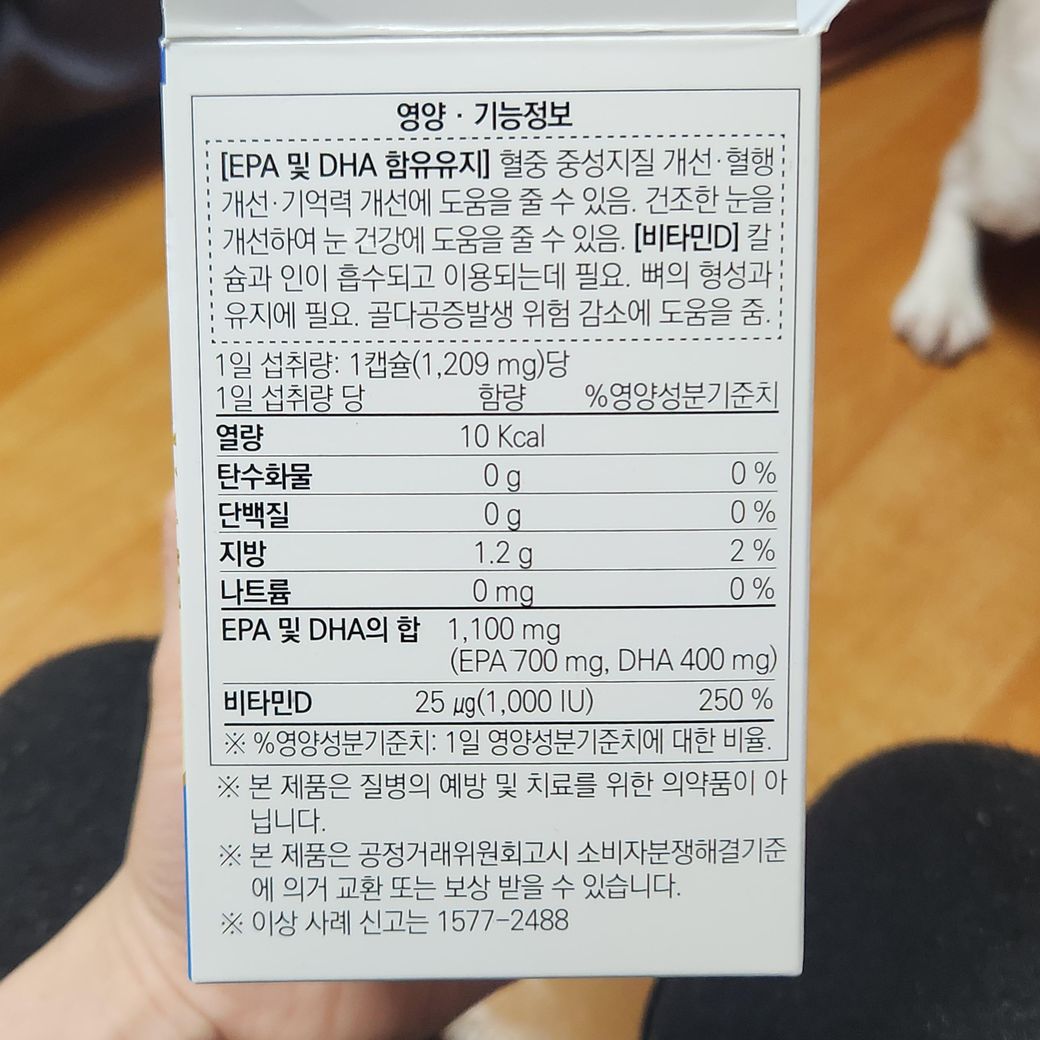 영양 · 기능정보
[EPA 및 DHA 함유유지] 혈중 중성지질 개선·혈행
개선·기억력 개선에 도움을 줄 수 있음. 건조한 눈을
개선하여 눈 건강에 도움을 줄 수 있음. [비타민D] 칼
슘과 인이 흡수되고 이용되는데 필요. 뼈의 형성과
유지에 필요. 골다공증발생 위험 감소에 도움을 줌.
1일 섭취량: 1캡슐(1,209 mg)당
1일 섭취량 당 함량 %영양성분기준치
열량 10 Kcal
탄수화물 0 g 0 %
단백질 0 g 0 %
지방 1.2 g 2 %
나트륨 0 mg 0 %
EPA 및 DHA의 합 1,100 mg
(EPA 700 mg, DHA 400 mg)
비타민D 25 µg(1,000 IU) 250 %
※ %영양성분기준치: 1일 영양성분기준치에 대한 비율.
※ 본 제품은 질병의 예방 및 치료를 위한 의약품이 아
닙니다.
※ 본 제품은 공정거래위원회고시 소비자분쟁해결기준
에 의거 교환 또는 보상 받을 수 있습니다.
※ 이상 사례 신고는 1577-2488